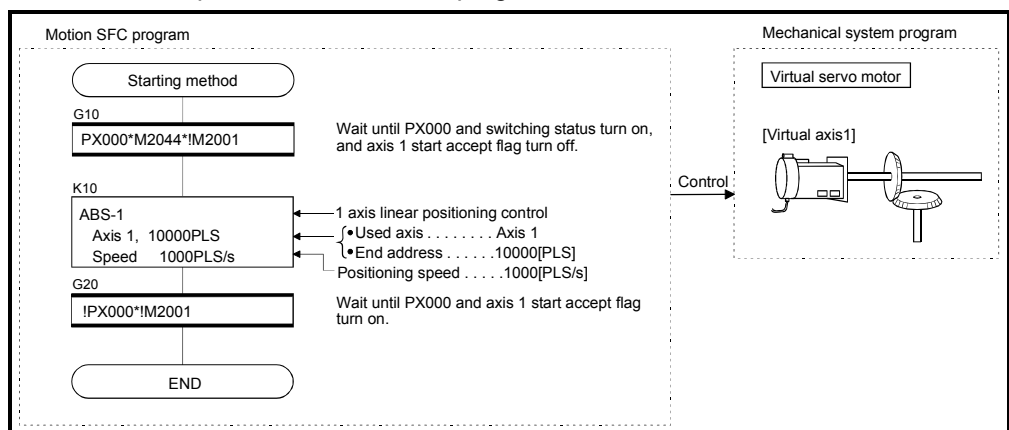 Motion SFC program
Mechanical system program
Starting method
Virtual servo motor
G10
PX000*M2044*!M2001
Wait until PX000 and switching status turn on,
and axis 1 start accept flag turn off.
[Virtual axis1]
Control
K10
ABS-1
Axis 1, 10000PLS
Speed 1000PLS/s
1 axis linear positioning control
•Used axis . . . . . . . . Axis 1
•End address . . . . . .10000[PLS]
Positioning speed . . . . .1000[PLS/s]
G20
!PX000*!M2001
Wait until PX000 and axis 1 start accept flag
turn on.
END